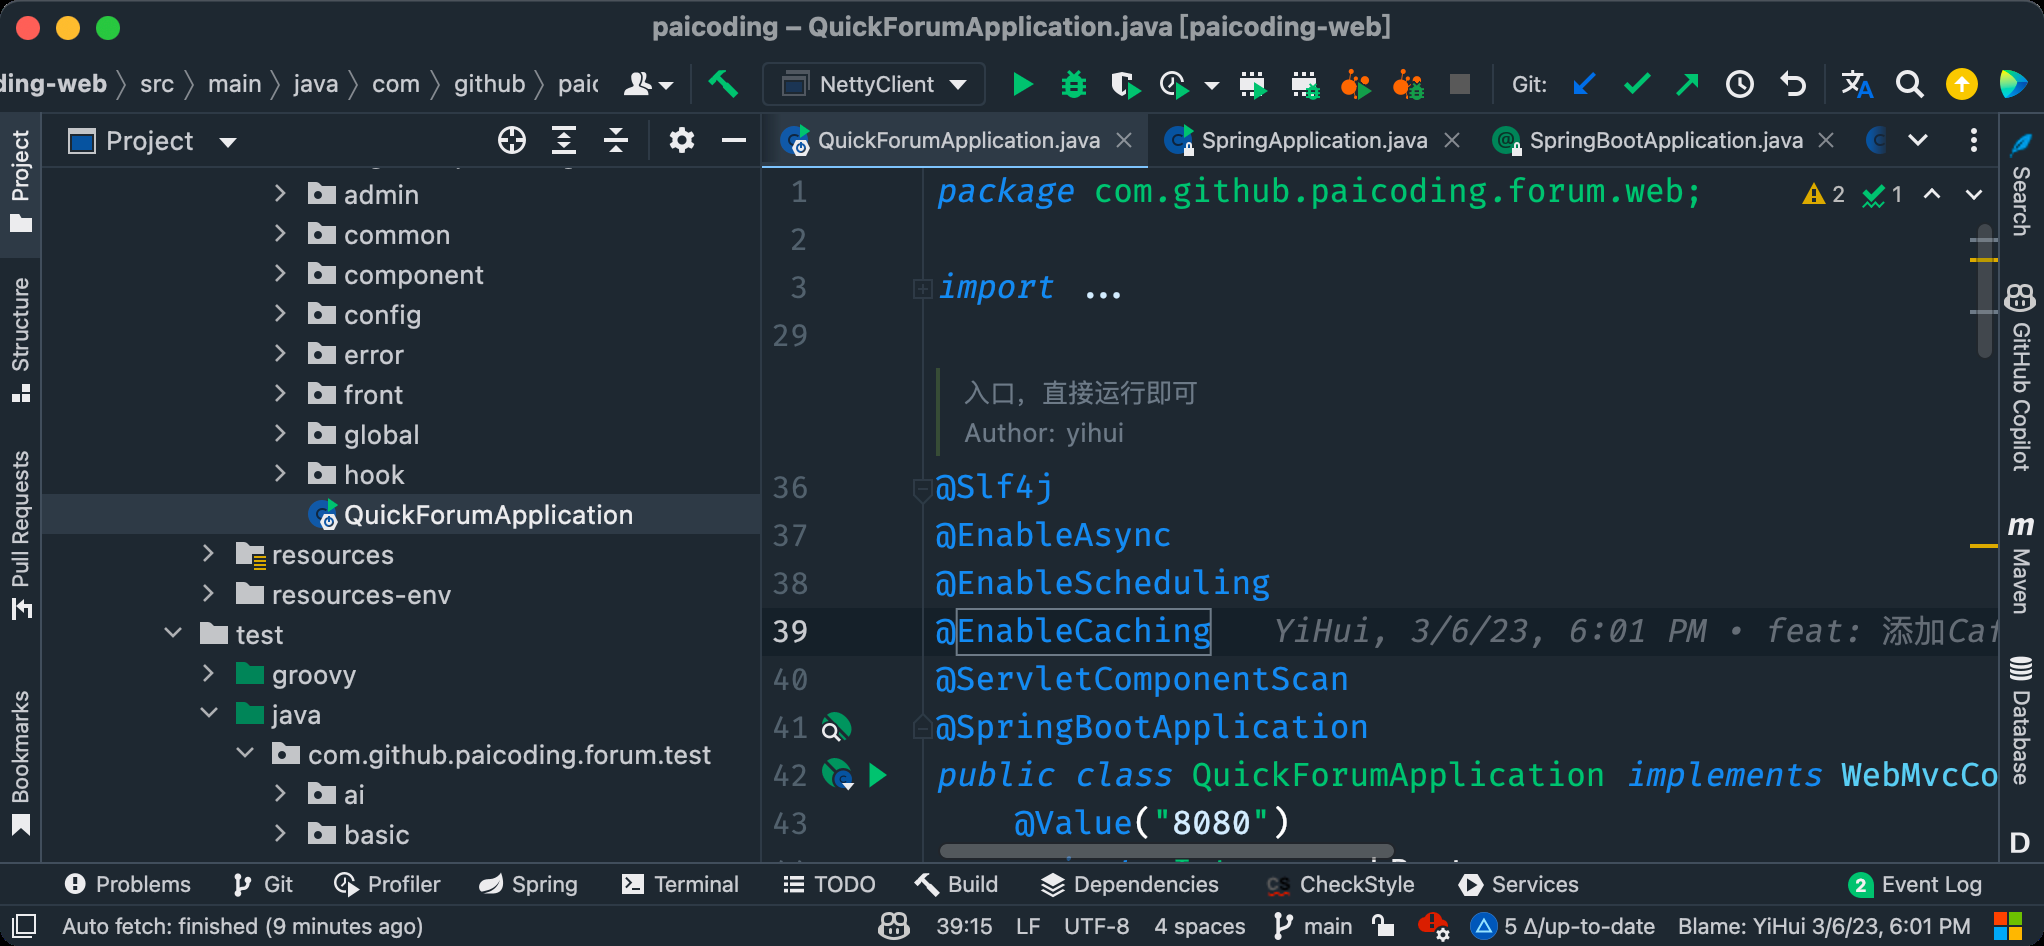 paicoding – QuickForumApplication.java [paicoding-web]
ding-web 〉 src 〉 main 〉 java 〉 com 〉 github 〉 paic
NettyClient
Git:
Project
QuickForumApplication.java
SpringApplication.java
SpringBootApplication.java
Project
Structure
Pull Requests
Bookmarks
admin
common
component
config
error
front
global
hook
QuickForumApplication
resources
resources-env
test
groovy
java
com.github.paicoding.forum.test
ai
basic
1 package com.github.paicoding.forum.web;
2 1
2
3 import ...
29
入口，直接运行即可
Author: yihui
36 @Slf4j
37 @EnableAsync
38 @EnableScheduling
39 @EnableCaching YiHui, 3/6/23, 6:01 PM • feat: 添加Caf
40 @ServletComponentScan
41 @SpringBootApplication
42 public class QuickForumApplication implements WebMvcCo
43 @Value("8080")
Search
GitHub Copilot
m Maven
Database
D
Problems Git Profiler Spring Terminal TODO Build Dependencies CS CheckStyle Services 2 Event Log
Auto fetch: finished (9 minutes ago) 39:15 LF UTF-8 4 spaces main 5 Δ/up-to-date Blame: YiHui 3/6/23, 6:01 PM